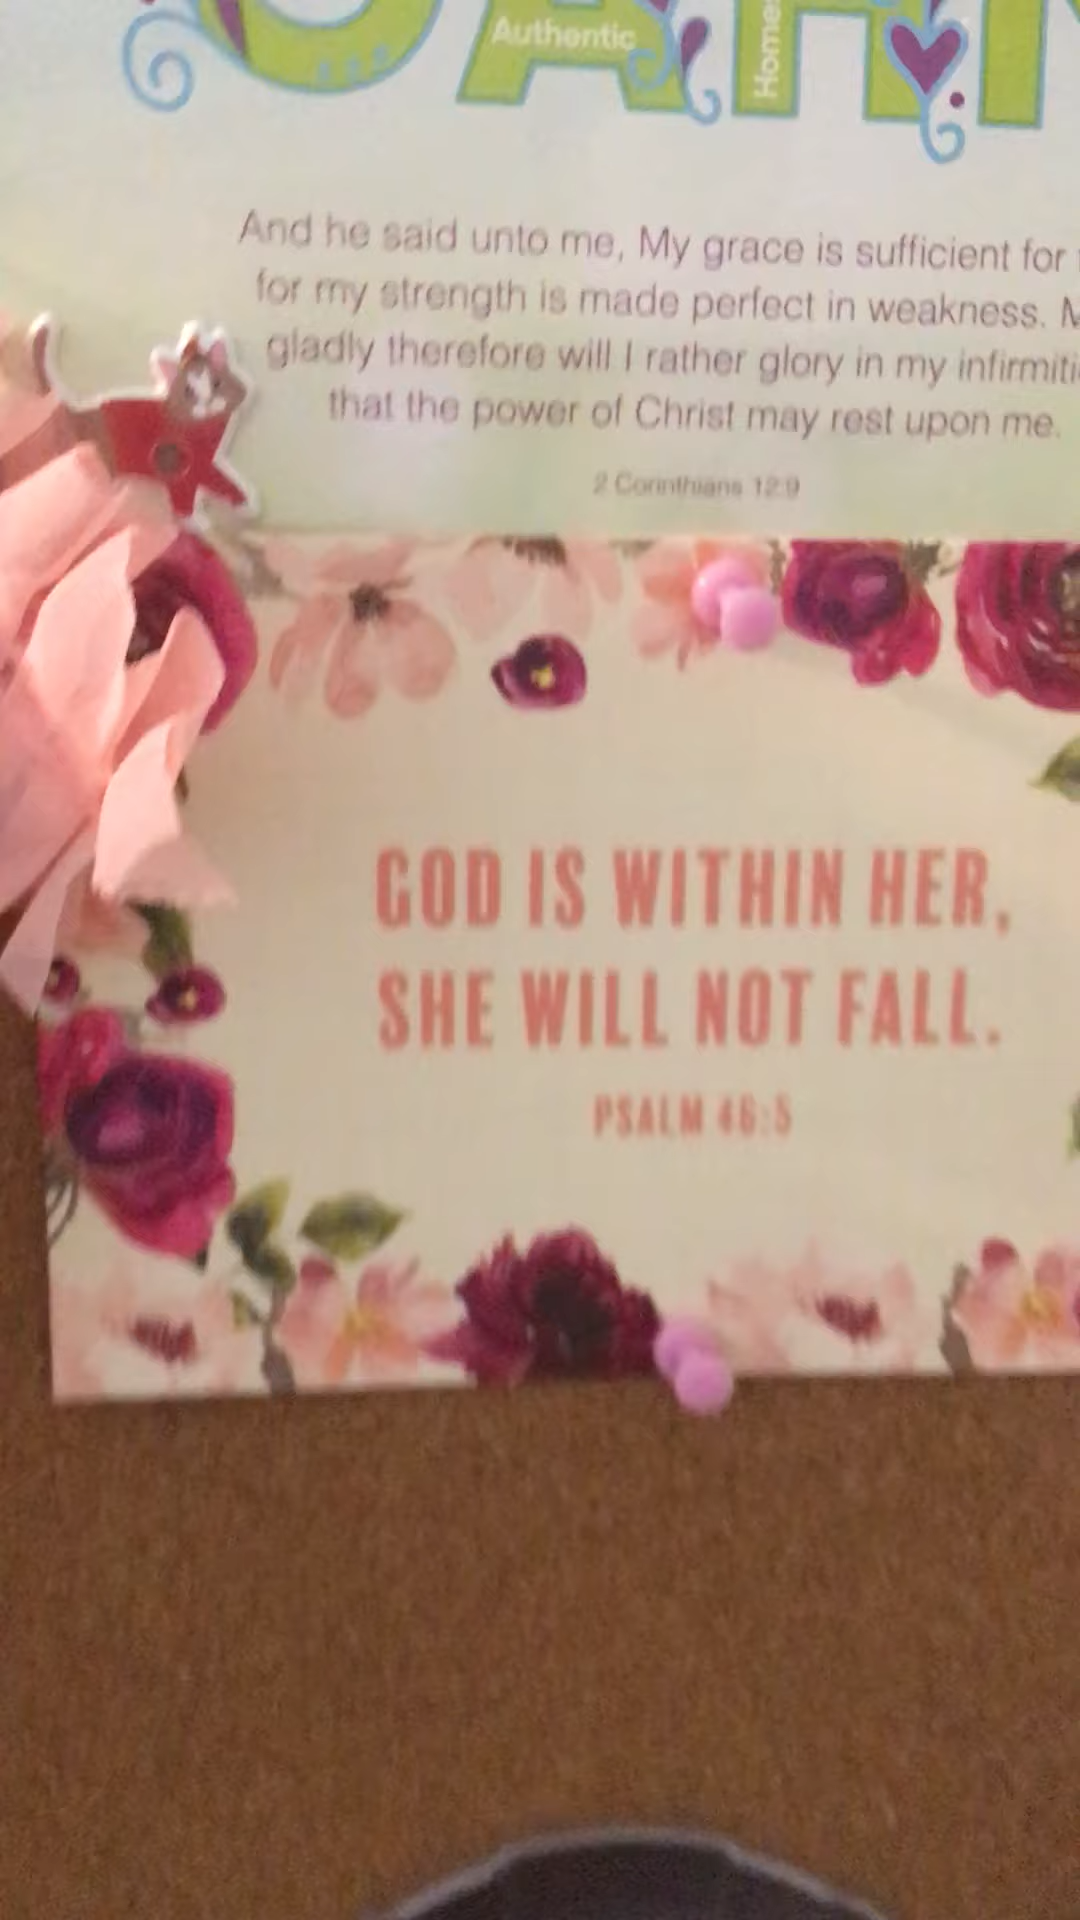 Authentic
Homes
And he said unto me, My grace is sufficient for
for my strength is made perfect in weakness. M
gladly therefore will I rather glory in my infirmiti
that the power of Christ may rest upon me.
2 Corinthians 12:9
GOD IS WITHIN HER,
SHE WILL NOT FALL.
PSALM 46:5